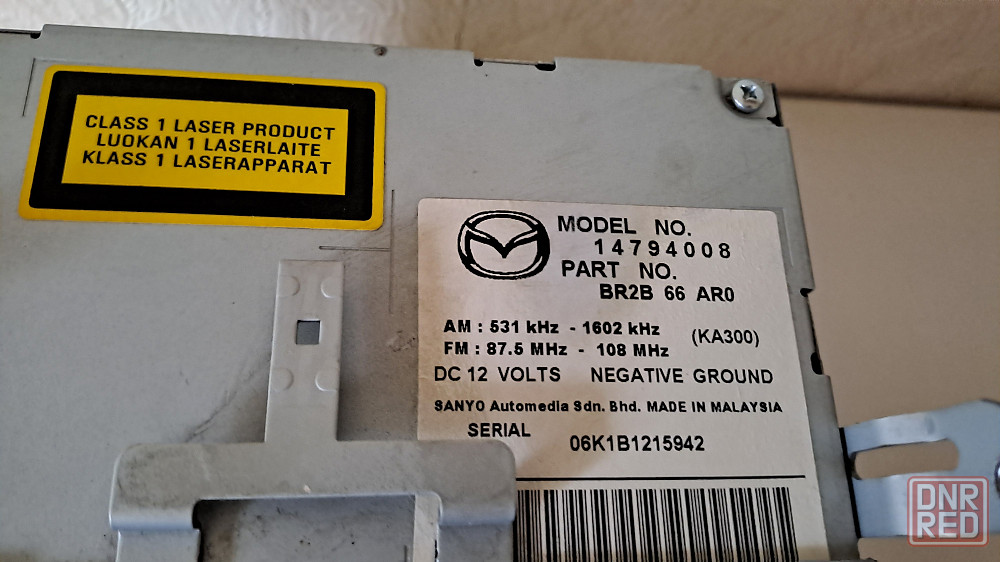 CLASS 1 LASER PRODUCT
LUOKAN 1 LASERLAITE
KLASS 1 LASERAPPARAT
MODEL NO.
14794008
PART NO.
BR2B 66 AR0
AM : 531 kHz - 1602 kHz (KA300)
FM : 87.5 MHz - 108 MHz
DC 12 VOLTS NEGATIVE GROUND
SANYO Automedia Sdn. Bhd. MADE IN MALAYSIA
SERIAL 06K1B1215942
DNR
RED